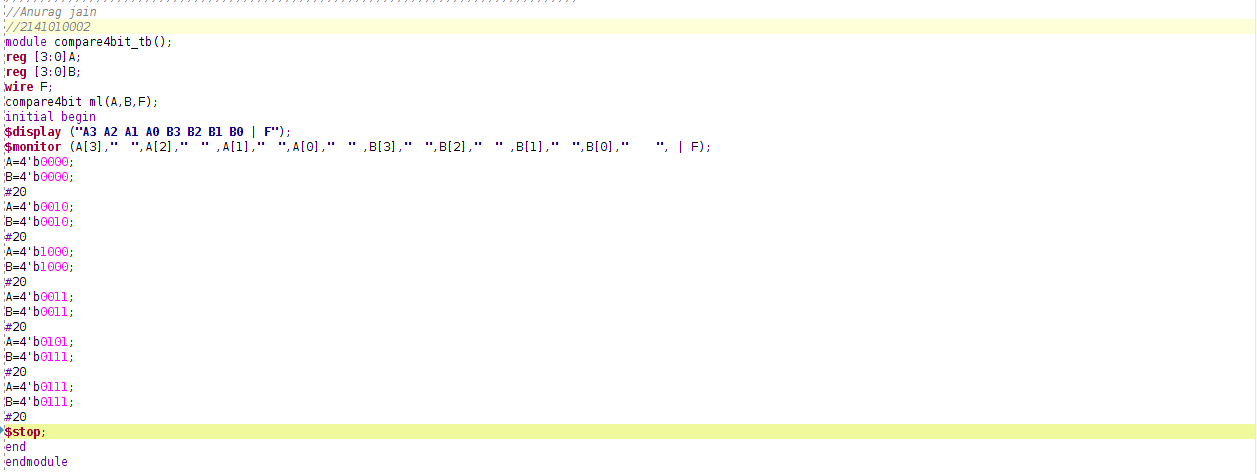 //Anurag jain
//2141010002
module compare4bit_tb();
reg [3:0]A;
reg [3:0]B;
wire F;
compare4bit ml(A,B,F);
initial begin
$display ("A3 A2 A1 A0 B3 B2 B1 B0 | F");
$monitor (A[3],"  ",A[2],"  " ,A[1],"  ",A[0],"  " ,B[3],"  ",B[2],"  " ,B[1],"  ",B[0],"    ", | F);
A=4'b0000;
B=4'b0000;
#20
A=4'b0010;
B=4'b0010;
#20
A=4'b1000;
B=4'b1000;
#20
A=4'b0011;
B=4'b0011;
#20
A=4'b0101;
B=4'b0111;
#20
A=4'b0111;
B=4'b0111;
#20
$stop;
end
endmodule